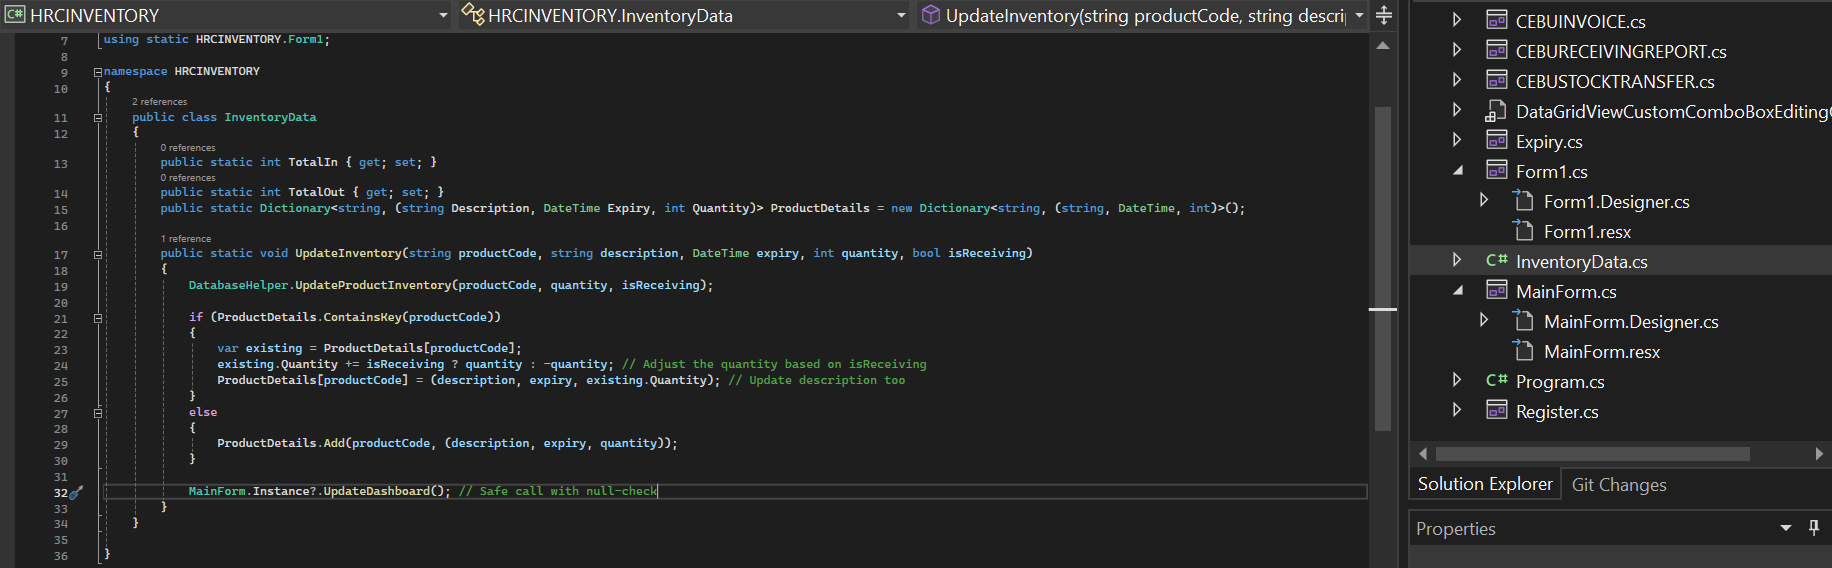 HRCINVENTORY
HRCINVENTORY.InventoryData
UpdateInventory(string productCode, string descri
7 using static HRCINVENTORY.Form1;
8
9 namespace HRCINVENTORY
10 {
2 references
11 public class InventoryData
12 {
0 references
13 public static int TotalIn { get; set; }
0 references
14 public static int TotalOut { get; set; }
15 public static Dictionary<string, (string Description, DateTime Expiry, int Quantity)> ProductDetails = new Dictionary<string, (string, DateTime, int)>();
16
1 reference
17 public static void UpdateInventory(string productCode, string description, DateTime expiry, int quantity, bool isReceiving)
18 {
19 DatabaseHelper.UpdateProductInventory(productCode, quantity, isReceiving);
20
21 if (ProductDetails.ContainsKey(productCode))
22 {
23 var existing = ProductDetails[productCode];
24 existing.Quantity += isReceiving ? quantity : -quantity; // Adjust the quantity based on isReceiving
25 ProductDetails[productCode] = (description, expiry, existing.Quantity); // Update description too
26 }
27 else
28 {
29 ProductDetails.Add(productCode, (description, expiry, quantity));
30 }
31
32 MainForm.Instance?.UpdateDashboard(); // Safe call with null-check
33 }
34 }
35
36 }
CEBUINVOICE.cs
CEBURECEIVINGREPORT.cs
CEBUSTOCKTRANSFER.cs
DataGridViewCustomComboBoxEditing
Expiry.cs
Form1.cs
Form1.Designer.cs
Form1.resx
C# InventoryData.cs
MainForm.cs
MainForm.Designer.cs
MainForm.resx
C# Program.cs
Register.cs
Solution Explorer
Git Changes
Properties